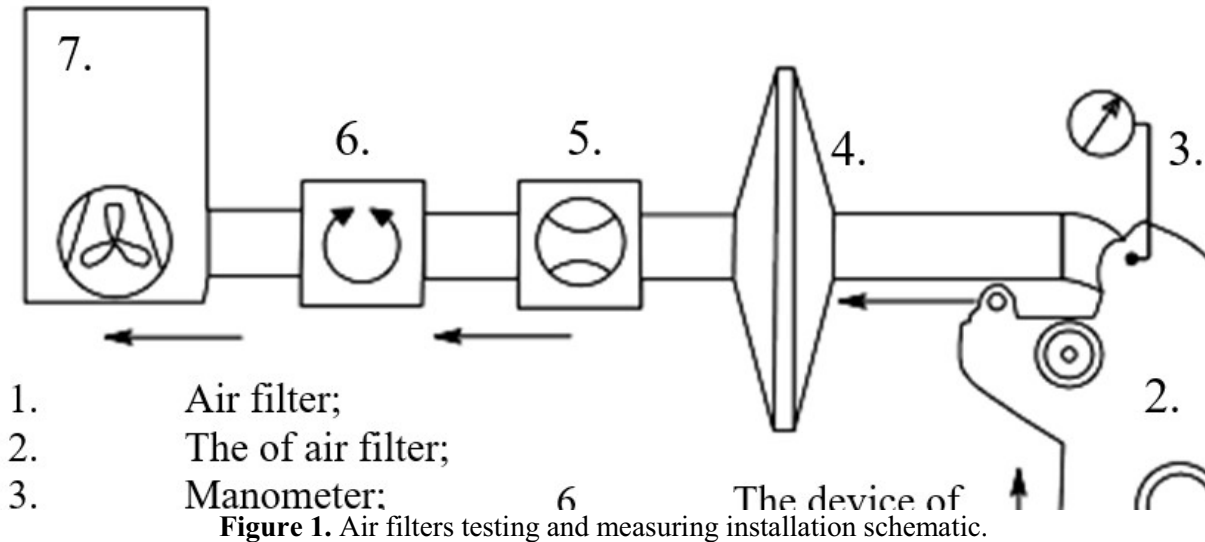 7.
6.
5.
4.
3.
2.
1. Air filter;
2. The of air filter;
3. Manometer; 6 The device of
Figure 1. Air filters testing and measuring installation schematic.